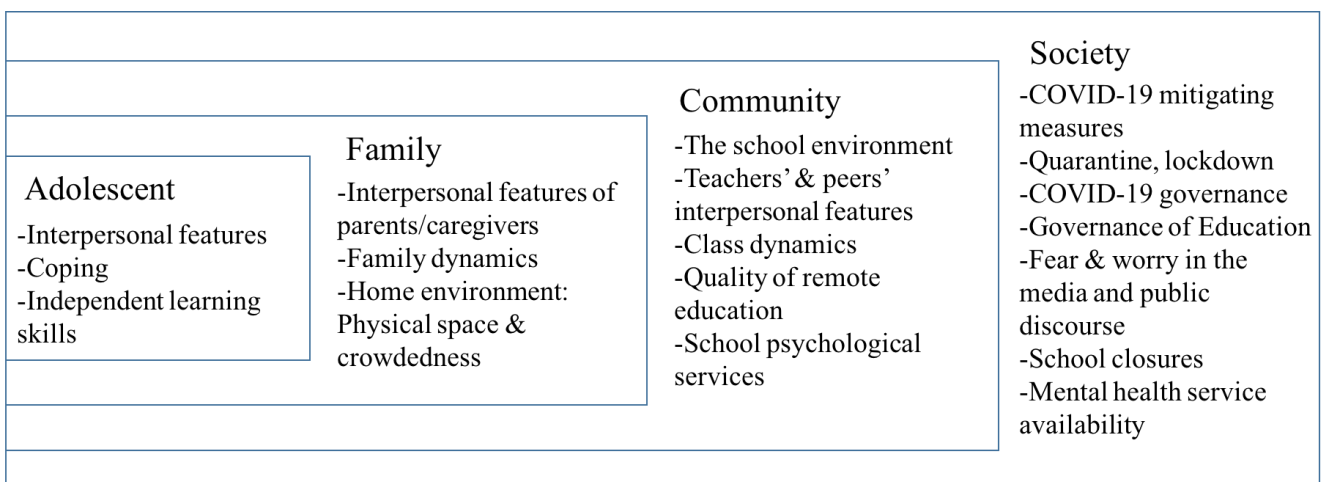 Adolescent
-Interpersonal features
-Coping
-Independent learning
skills
Family
-Interpersonal features of
parents/caregivers
-Family dynamics
-Home environment:
Physical space &
crowdedness
Community
-The school environment
-Teachers’ & peers’
interpersonal features
-Class dynamics
-Quality of remote
education
-School psychological
services
Society
-COVID-19 mitigating
measures
-Quarantine, lockdown
-COVID-19 governance
-Governance of Education
-Fear & worry in the
media and public
discourse
-School closures
-Mental health service
availability